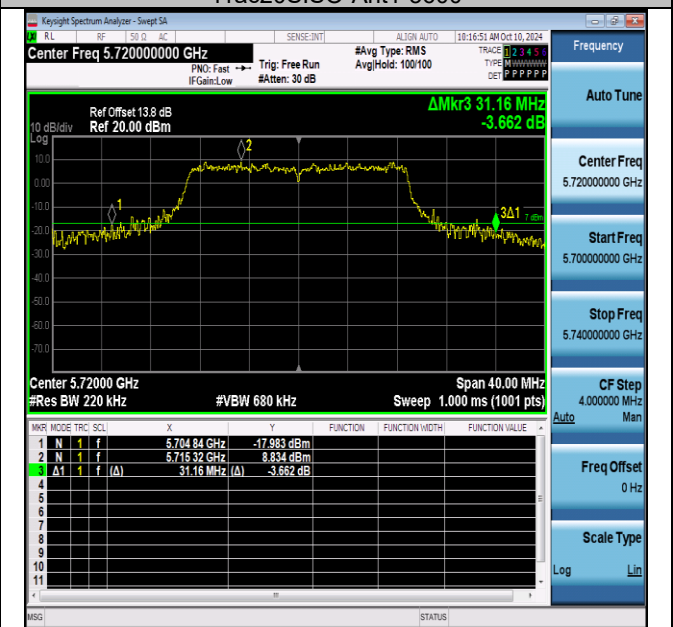 Keysight Spectrum Analyzer - Swept SA
RL RF 50 Ω AC SENSE:INT ALIGN AUTO 10:16:51 AM Oct 10, 2024
Center Freq 5.720000000 GHz #Avg Type: RMS TRACE 1 2 3 4 5 6 Frequency
PNO: Fast Trig: Free Run Avg|Hold: 100/100 TYPE M WWWWW
IFGain:Low #Atten: 30 dB DET P P P P P P
Auto Tune
ΔMkr3 31.16 MHz
-3.662 dB
Ref Offset 13.8 dB
10 dB/div Ref 20.00 dBm
Log
10.0
0.00
-10.0
-20.0
-30.0
-40.0
-50.0
-60.0
-70.0
1
2
3Δ1
Center Freq
5.720000000 GHz
Start Freq
5.700000000 GHz
Stop Freq
5.740000000 GHz
Center 5.72000 GHz Span 40.00 MHz
#Res BW 220 kHz #VBW 680 kHz Sweep 1.000 ms (1001 pts)
CF Step
4.000000 MHz
Auto Man
MKR MODE TRC SCL X Y FUNCTION FUNCTION WIDTH FUNCTION VALUE
1 N 1 f 5.704 84 GHz -17.983 dBm
2 N 1 f 5.715 32 GHz 8.834 dBm
3 Δ1 1 f (Δ) 31.16 MHz (Δ) -3.662 dB
4
5
6
7
8
9
10
11
Freq Offset
0 Hz
Scale Type
Log Lin
MSG STATUS